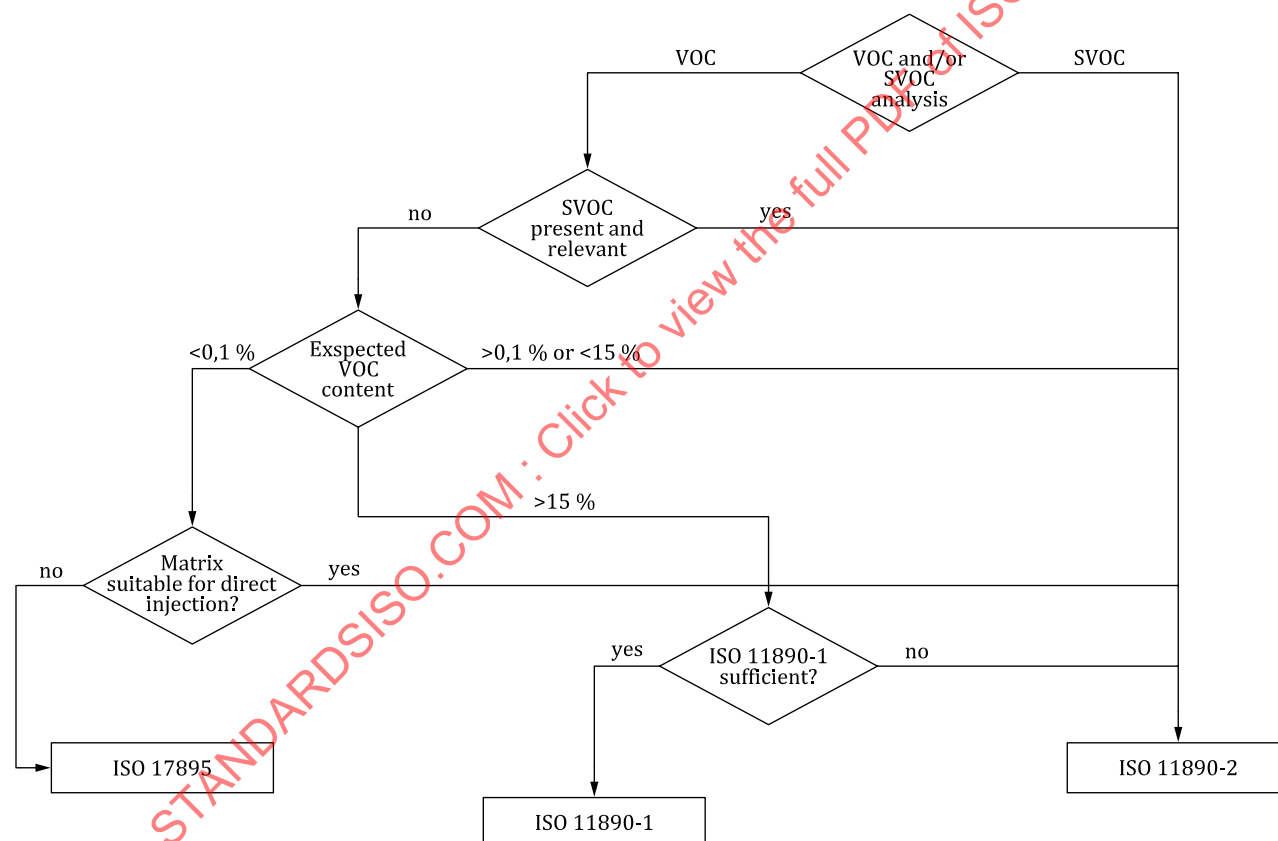 VOC
VOC and/or
SVOC
analysis
SVOC
no
SVOC
present and
relevant
yes
<0,1 %
Exspected
VOC
content
>0,1 % or <15 %
>15 %
no
Matrix
suitable for direct
injection?
yes
yes
ISO 11890-1
sufficient?
no
ISO 17895
ISO 11890-1
ISO 11890-2
STANDARDSISO.COM : Click to view the full PDF of ISO